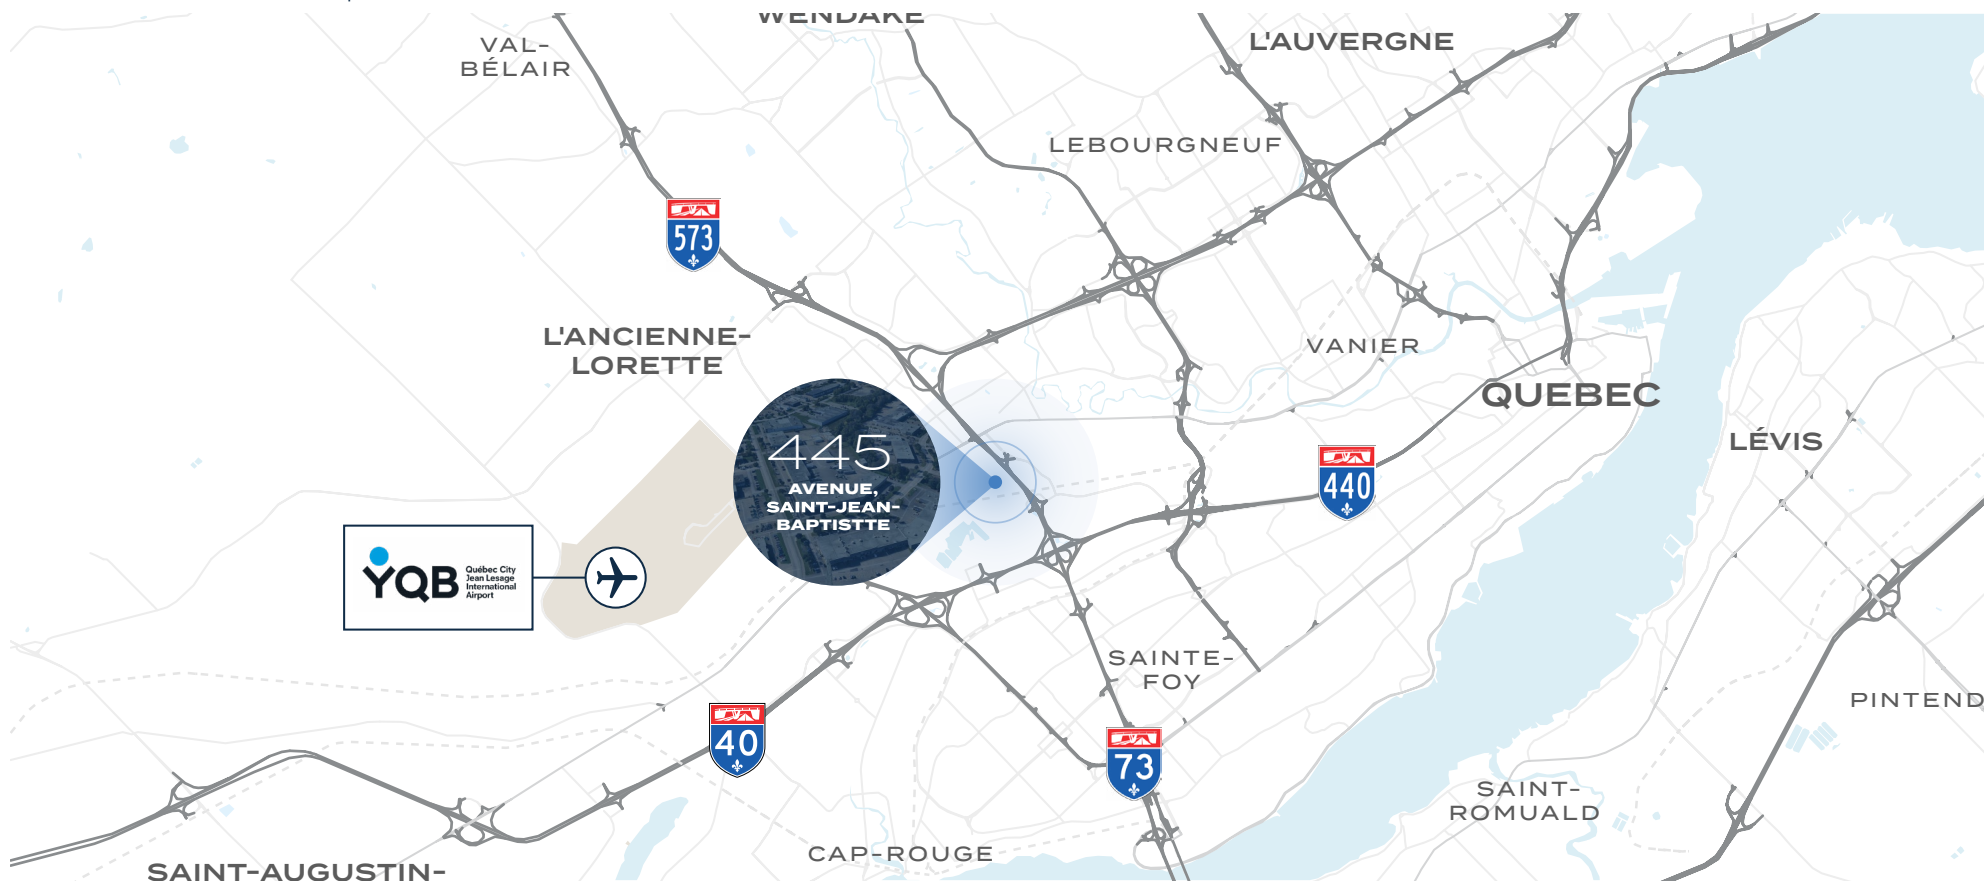 WENDAKE
L'AUVERGNE
VAL-
BÉLAIR
LEBOURGNEUF
573
L'ANCIENNE-
LORETTE
VANIER
QUEBEC
445
AVENUE,
SAINT-JEAN-
BAPTISTTE
LÉVIS
440
YQB
Québec City
Jean Lesage
International
Airport
SAINTE-
FOY
PINTEND
40
73
SAINT-
ROMUALD
CAP-ROUGE
SAINT-AUGUSTIN-